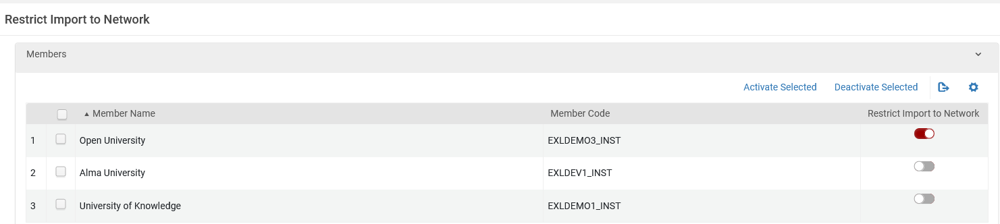 Restrict Import to Network
Members
Activate Selected Deactivate Selected
Member Name Member Code Restrict Import to Network
1 Open University EXLDEMO3_INST
2 Alma University EXLDEV1_INST
3 University of Knowledge EXLDEMO1_INST